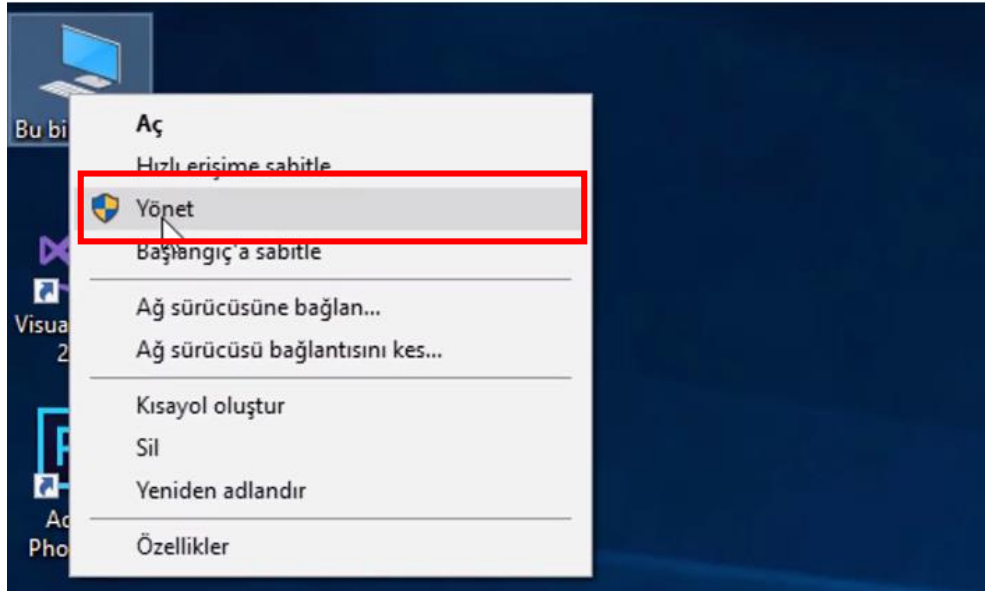 Bu bi
Aç
Hızlı erişime sabitle
Yönet
Başlangıç'a sabitle
Ağ sürücüsüne bağlan...
Visua
2
Ağ sürücüsü bağlantısını kes...
Kısayol oluştur
Sil
Yeniden adlandır
Ad
Pho
Özellikler